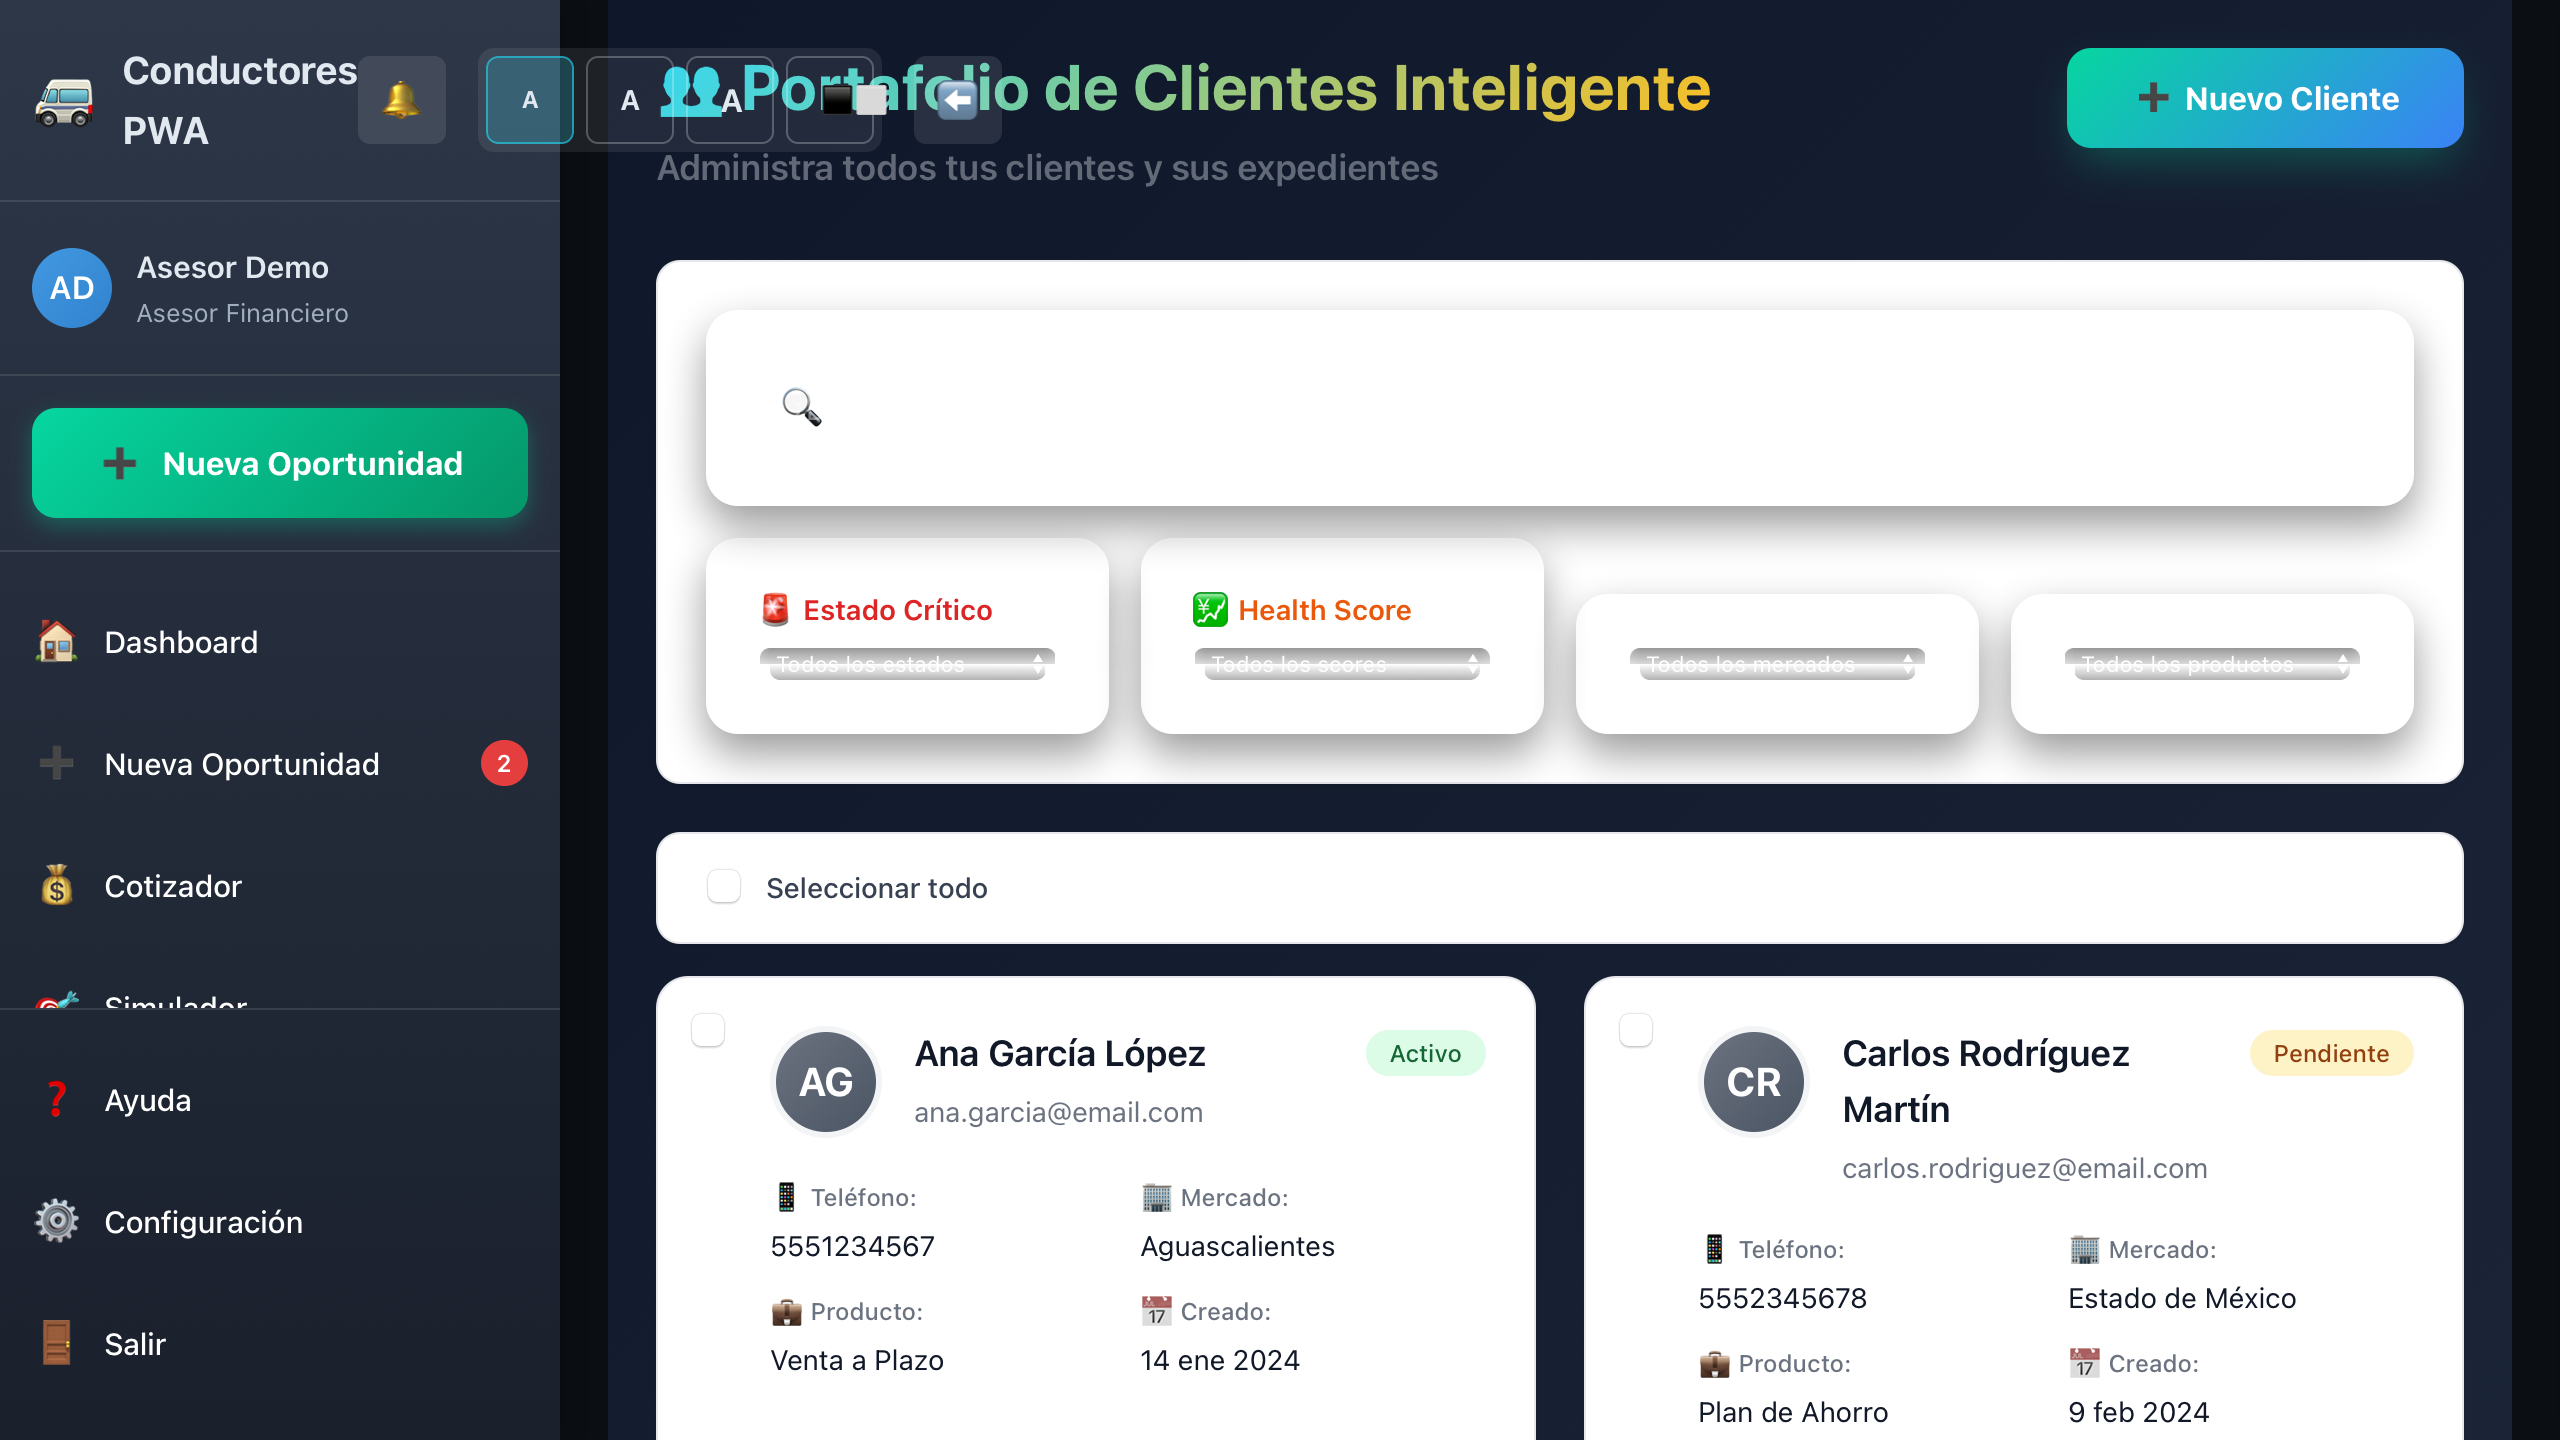 Conductores
PWA
A
A
A
Portafolio de Clientes Inteligente
Administra todos tus clientes y sus expedientes
Nuevo Cliente
AD
Asesor Demo
Asesor Financiero
Nueva Oportunidad
Dashboard
Nueva Oportunidad
2
Cotizador
Simulador
Ayuda
Configuración
Salir
Estado Crítico
Todos los estados
Health Score
Todos los scores
Todos los mercados
Todos los productos
Seleccionar todo
AG
Ana García López
Activo
ana.garcia@email.com
Teléfono:
5551234567
Mercado:
Aguascalientes
Producto:
Venta a Plazo
Creado:
14 ene 2024
CR
Carlos Rodríguez
Martín
Pendiente
carlos.rodriguez@email.com
Teléfono:
5552345678
Mercado:
Estado de México
Producto:
Plan de Ahorro
Creado:
9 feb 2024